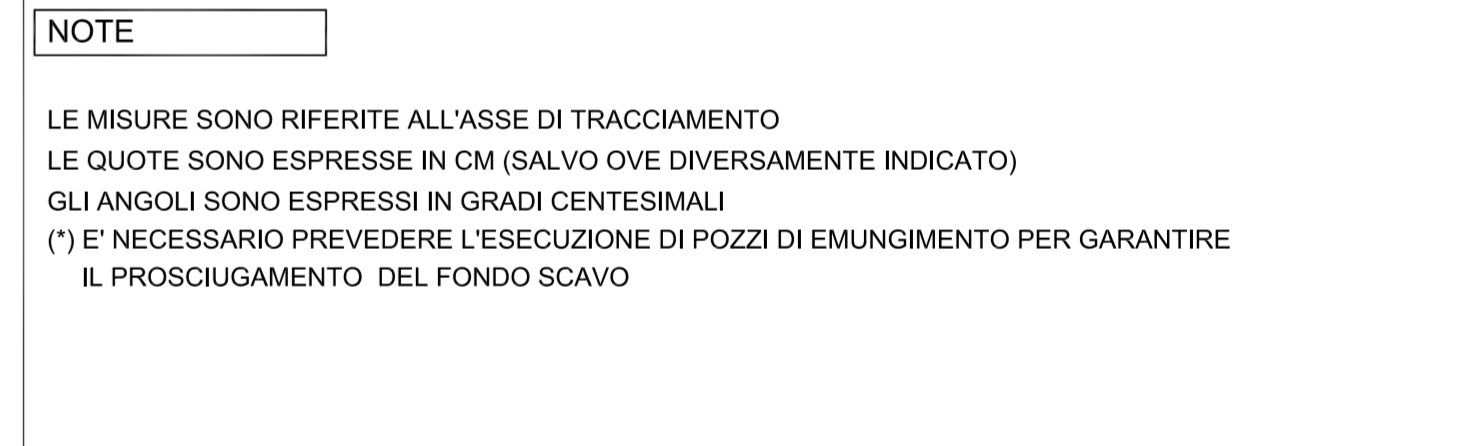 NOTE
LE MISURE SONO RIFERITE ALL'ASSE DI TRACCIAMENTO
LE QUOTE SONO ESPRESSE IN CM (SALVO OVE DIVERSAMENTE INDICATO)
GLI ANGOLI SONO ESPRESSI IN GRADI CENTESIMALI
(*) E' NECESSARIO PREVEDERE L'ESECUZIONE DI POZZI DI EMUNGIMENTO PER GARANTIRE
IL PROSCIUGAMENTO  DEL FONDO SCAVO